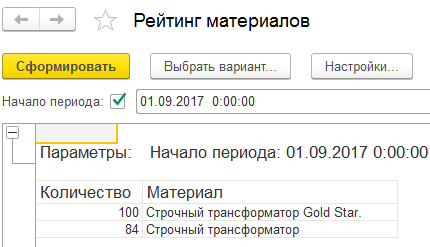 Рейтинг материалов
Сформировать Выбрать вариант... Настройки...
Начало периода: 01.09.2017 0:00:00
Параметры: Начало периода: 01.09.2017 0:00:00
Количество Материал
100 Строчный трансформатор Gold Star.
84 Строчный трансформатор